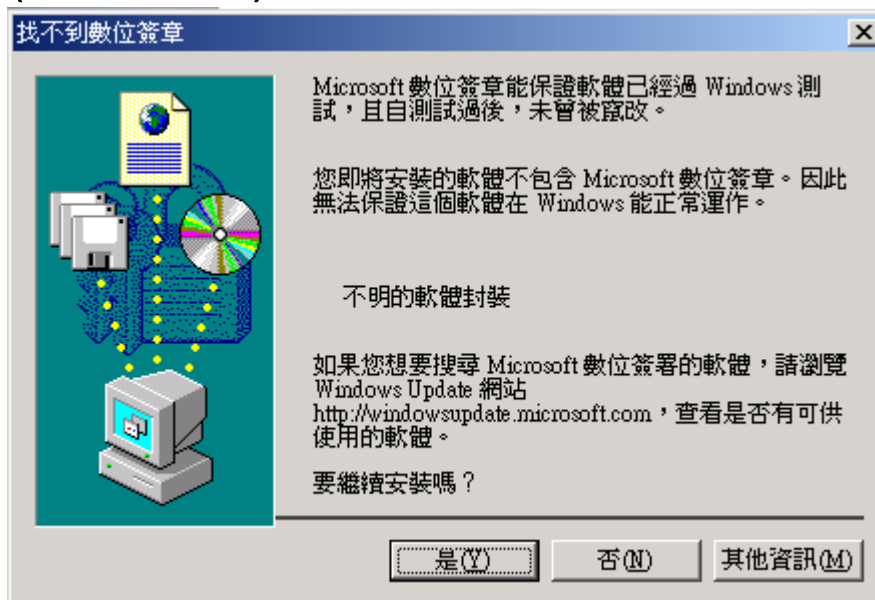 找不到數位簽章
Microsoft 數位簽章能保證軟體已經過 Windows 測
試，且自測試過後，未曾被竄改。
您即將安裝的軟體不包含 Microsoft 數位簽章。因此
無法保證這個軟體在 Windows 能正常運作。
不明的軟體封裝
如果您想要搜尋 Microsoft 數位簽署的軟體，請瀏覽
Windows Update 網站
http://windowsupdate.microsoft.com，查看是否有可供
使用的軟體。
要繼續安裝嗎？
是(Y) 否(N) 其他資訊(M)